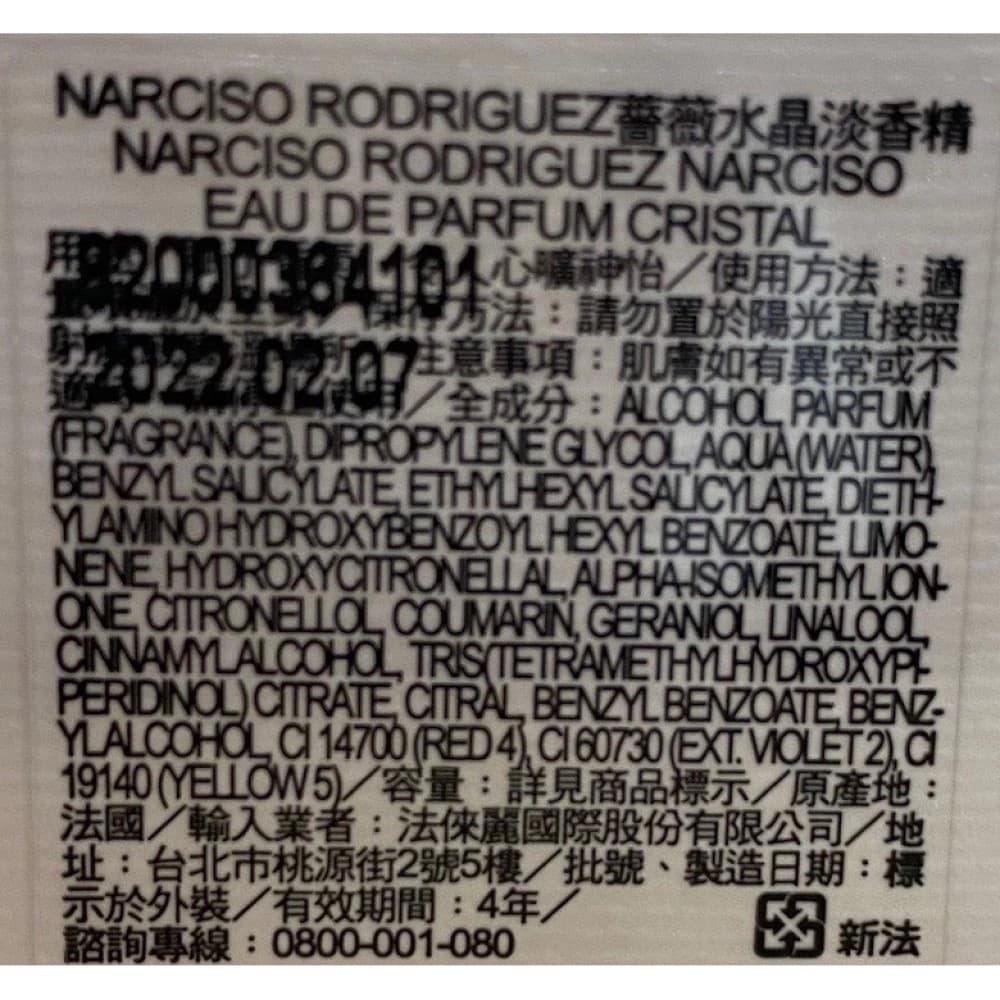 NARCISO RODRIGUEZ薔薇水晶淡香精
NARCISO RODRIGUEZ NARCISO
EAU DE PARFUM CRISTAL
82000384101
2022 02 07
人心曠神怡／使用方法：適
保存方法：請勿置於陽光直接照
注意事項：肌膚如有異常或不
使用／全成分：ALCOHOL, PARFUM
(FRAGRANCE), DIPROPYLENE GLYCOL, AQUA (WATER),
BENZYL SALICYLATE, ETHYLHEXYL SALICYLATE, DIETH-
YLAMINO HYDROXYBENZOYL HEXYL BENZOATE, LIMO-
NENE, HYDROXYCITRONELLAL, ALPHA-ISOMETHYL ION-
ONE, CITRONELLOL, COUMARIN, GERANIOL, LINALOOL,
CINNAMYL ALCOHOL, TRIS(TETRAMETHYLHYDROXYPI-
PERIDINOL) CITRATE, CITRAL, BENZYL BENZOATE, BENZ-
YL ALCOHOL, CI 14700 (RED 4), CI 60730 (EXT. VIOLET 2), CI
19140 (YELLOW 5)／容量：詳見商品標示／原產地：
法國／輸入業者：法倈麗國際股份有限公司／地
址：台北市桃源街2號5樓／批號、製造日期：標
示於外裝／有效期間：4年／
諮詢專線：0800-001-080
新法